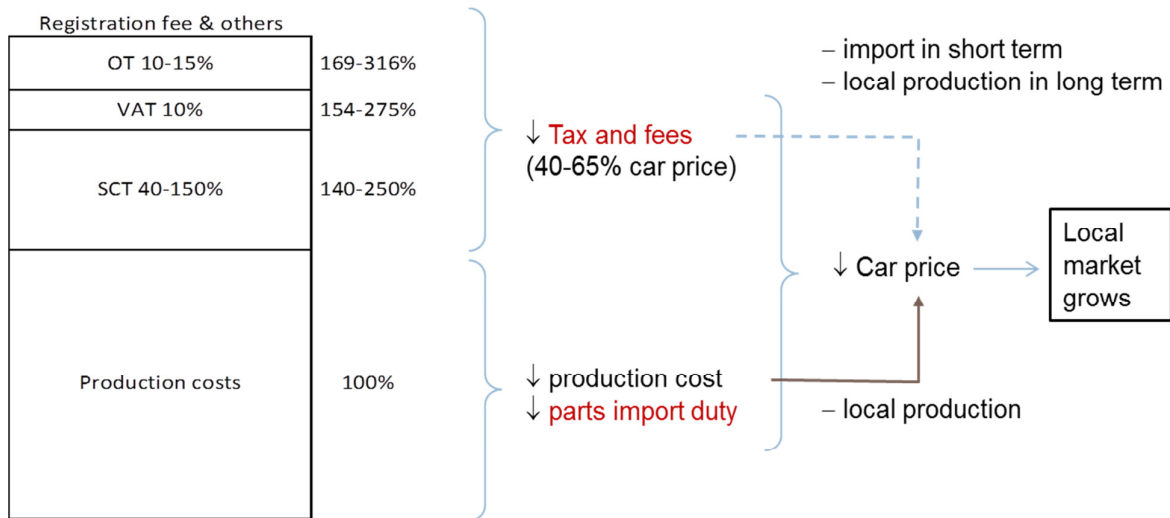 Registration fee & others
OT 10-15%
169-316%
VAT 10%
154-275%
SCT 40-150%
140-250%
Production costs
100%
↓ Tax and fees
(40-65% car price)
↓ production cost
↓ parts import duty
– import in short term
– local production in long term
↓ Car price
– local production
Local
market
grows